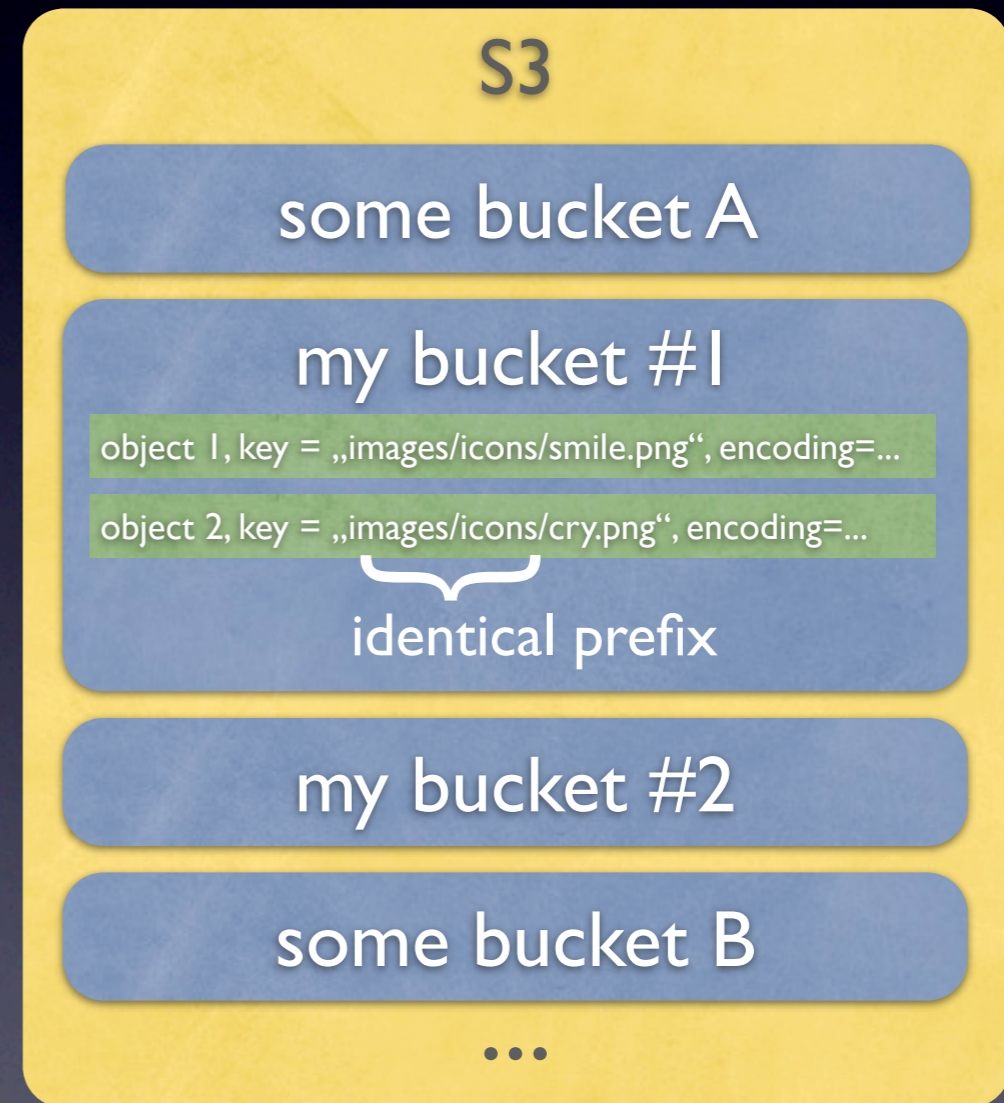 S3
some bucket A
my bucket #1
object 1, key = „images/icons/smile.png“, encoding=...
object 2, key = „images/icons/cry.png“, encoding=...
identical prefix
my bucket #2
some bucket B
...